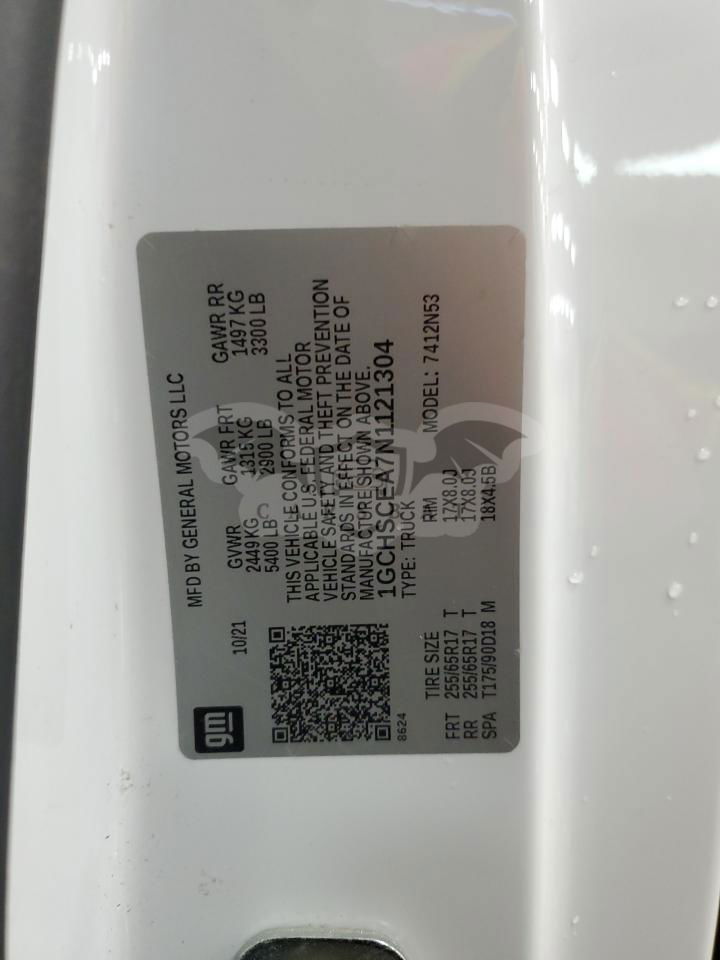 gm
MFD BY GENERAL MOTORS LLC
10/21
GVWR GAWR FRT GAWR RR
2449 KG 1315 KG 1497 KG
5400 LB 2900 LB 3300 LB
THIS VEHICLE CONFORMS TO ALL
APPLICABLE U.S. FEDERAL MOTOR
VEHICLE SAFETY AND THEFT PREVENTION
STANDARDS IN EFFECT ON THE DATE OF
MANUFACTURE SHOWN ABOVE.
1GCHSCEA7N1121304
TYPE: TRUCK MODEL: 7412N53
8624
TIRE SIZE RIM
FRT 255/65R17 T 17X8.0J
RR 255/65R17 T 17X8.0J
SPA T175/90D18 M 18X4.5B